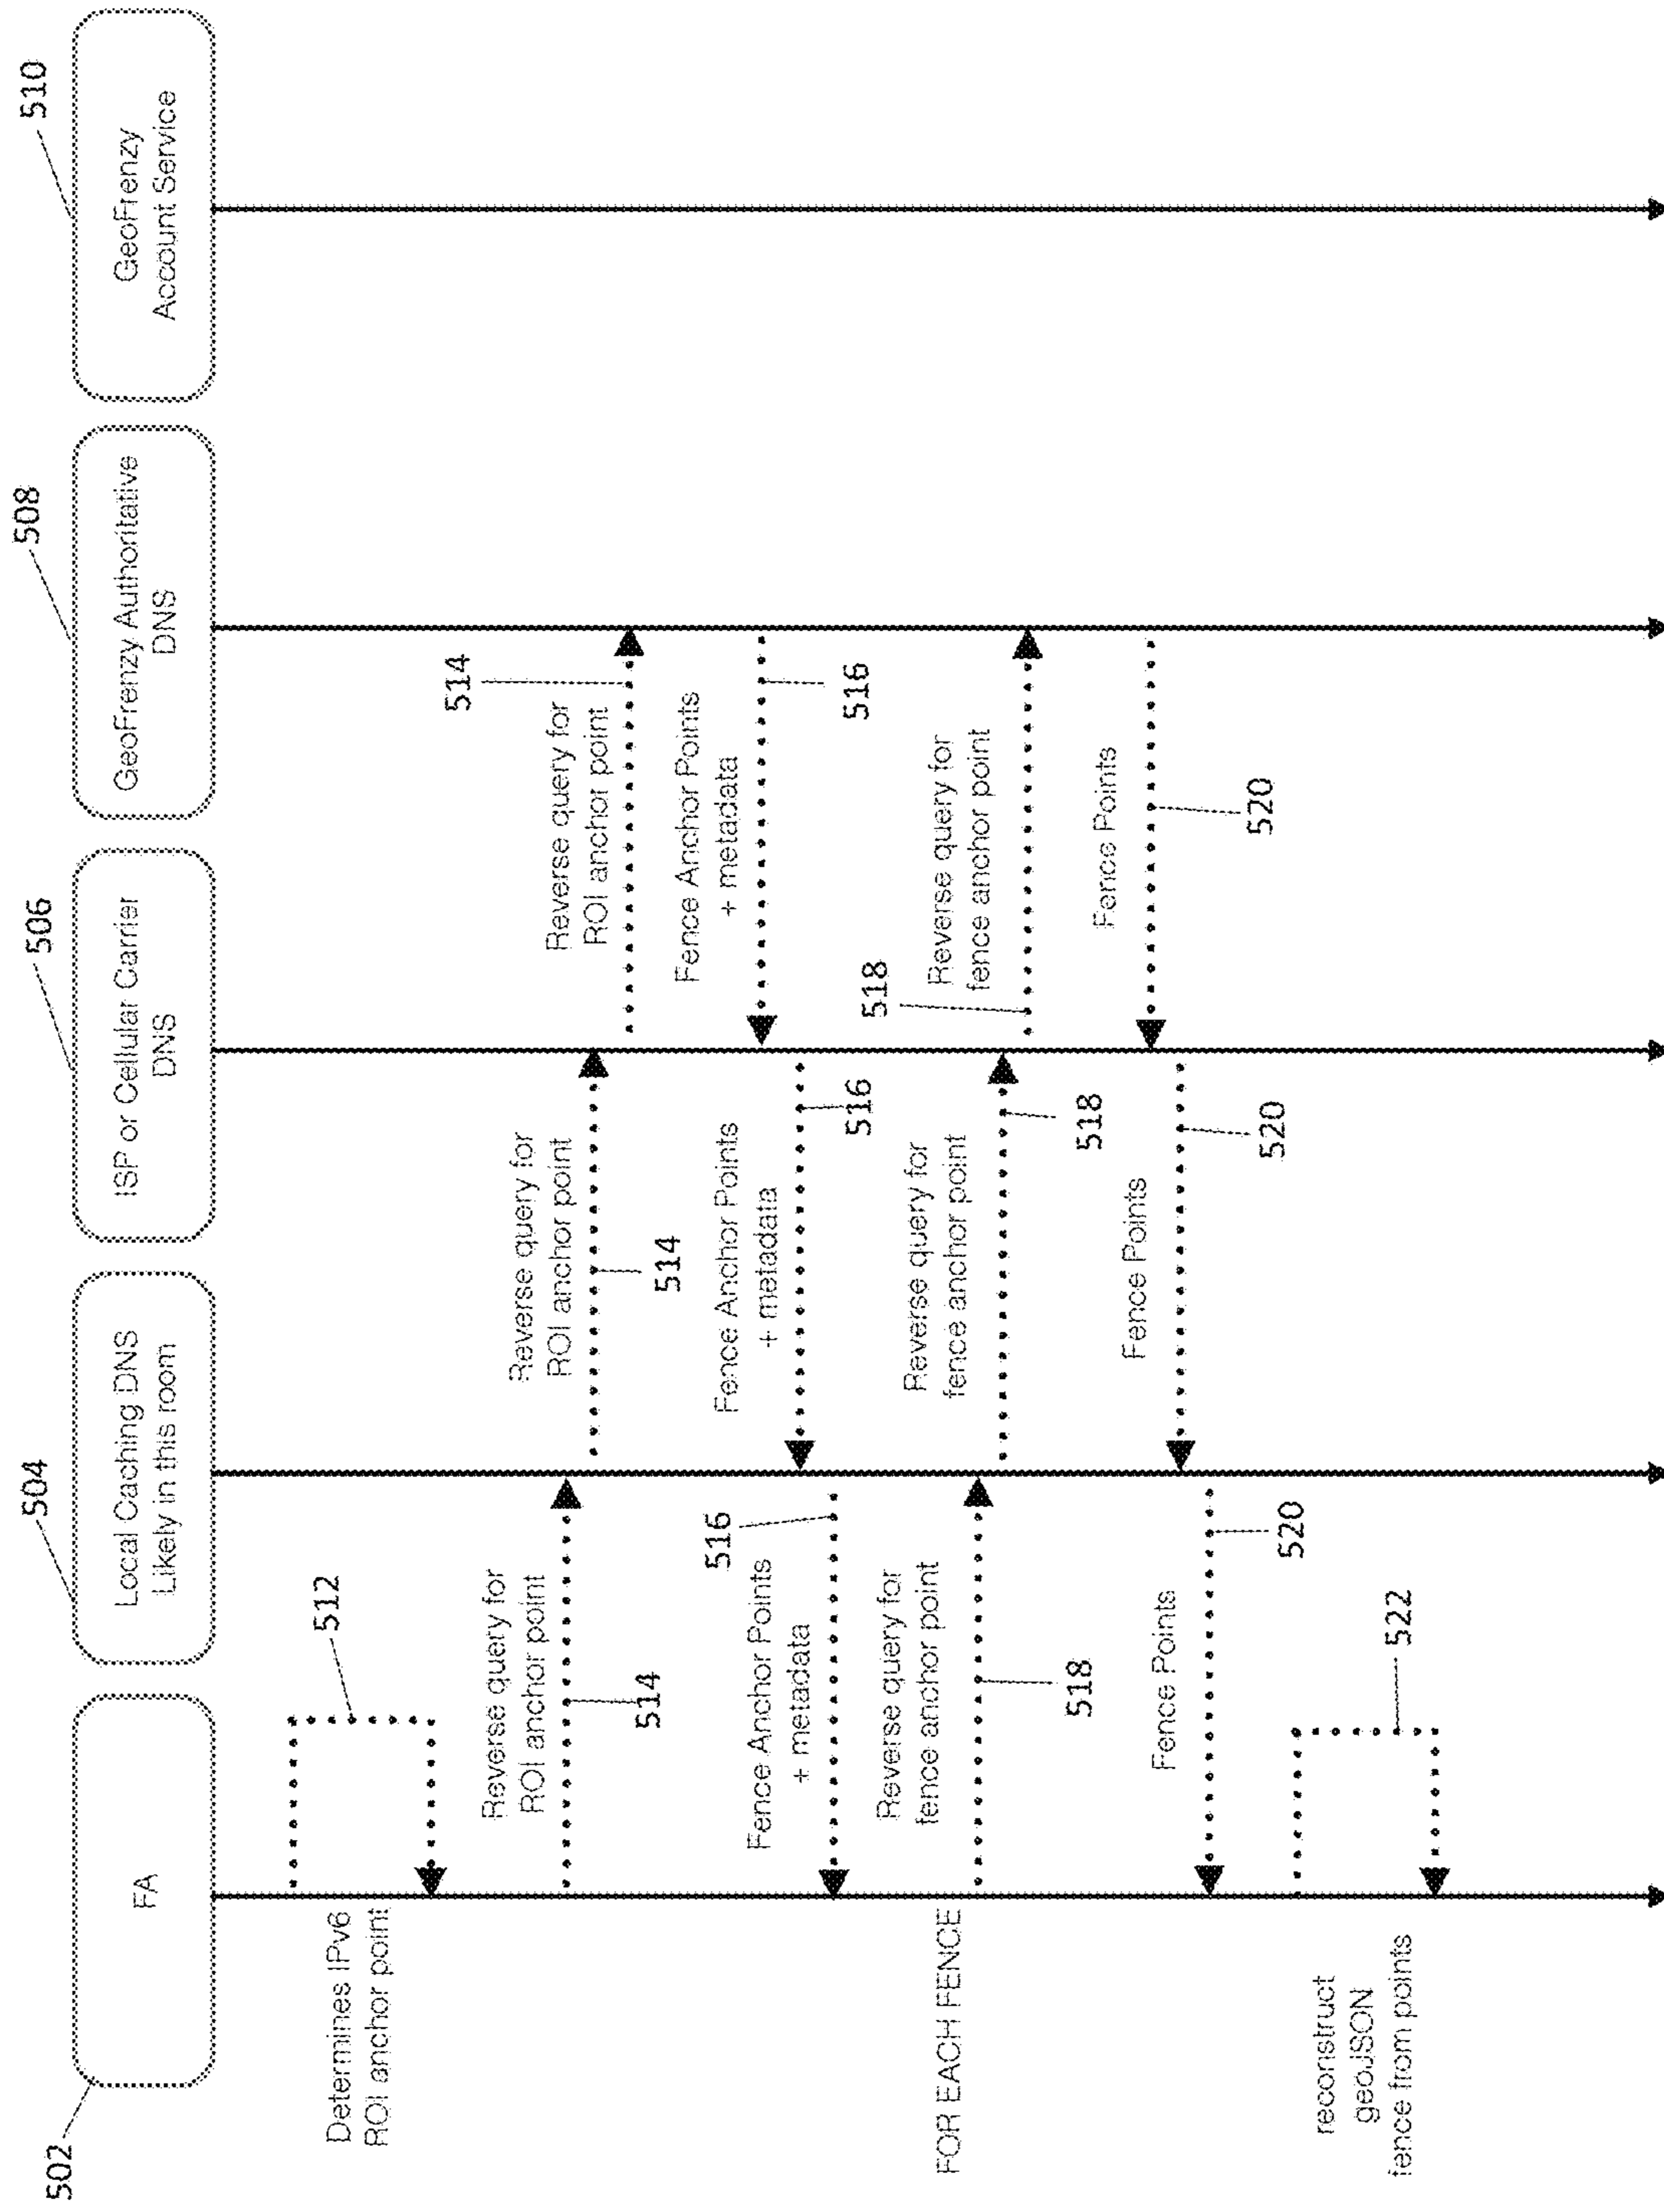 502
504
506
508
510
FA
Local Caching DNS
Likely in this room
ISP or Cellular Carrier
DNS
GeoFrenzy Authoritative
DNS
GeoFrenzy
Account Service
Determines IPv6
ROI anchor point
512
Reverse query for
ROI anchor point
514
Reverse query for
ROI anchor point
514
Reverse query for
ROI anchor point
514
Fence Anchor Points
+ metadata
516
Fence Anchor Points
+ metadata
516
Fence Anchor Points
+ metadata
516
FOR EACH FENCE
Reverse query for
fence anchor point
518
Reverse query for
fence anchor point
518
Reverse query for
fence anchor point
518
Fence Points
520
Fence Points
520
Fence Points
520
reconstruct
geoJSON
fence from points
522